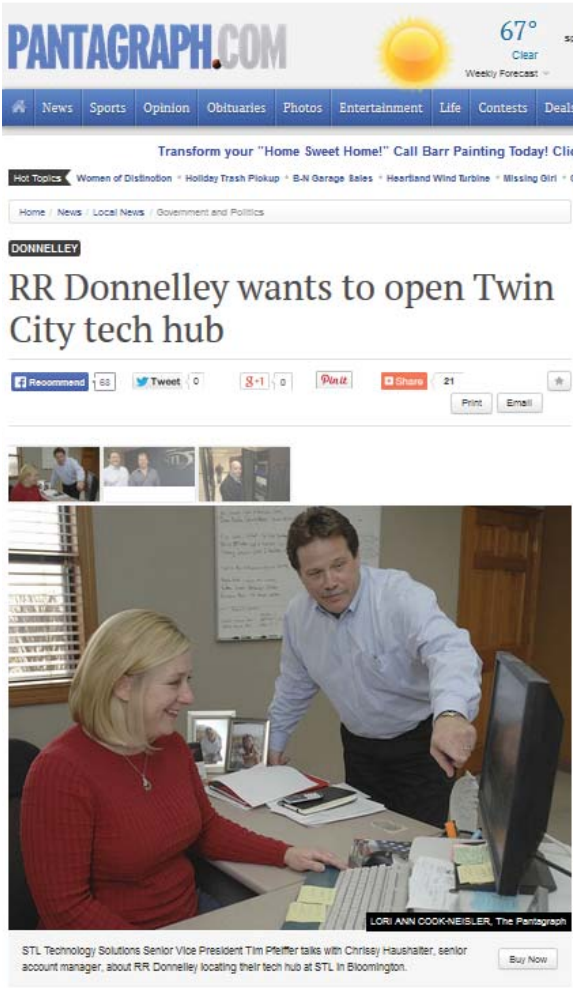 PANTAGRAPH.COM
67°
Clear
Weekly Forecast
News Sports Opinion Obituaries Photos Entertainment Life Contests Deals
Transform your "Home Sweet Home!" Call Barr Painting Today!
Hot Topics Women of Distinction Holiday Trash Pickup B-N Garage Sales Heartland Wind Turbine Missing Girl
Home / News / Local News / Government and Politics
DONNELLEY
RR Donnelley wants to open Twin
City tech hub
Recommend 68 Tweet 0 g+1 0 Pin it Share 21
Print Email
LORI ANN COOK-NEISLER, The Pantagraph
STL Technology Solutions Senior Vice President Tim Pfeiffer talks with Chrissy Haushalter, senior
account manager, about RR Donnelley locating their tech hub at STL in Bloomington.
Buy Now